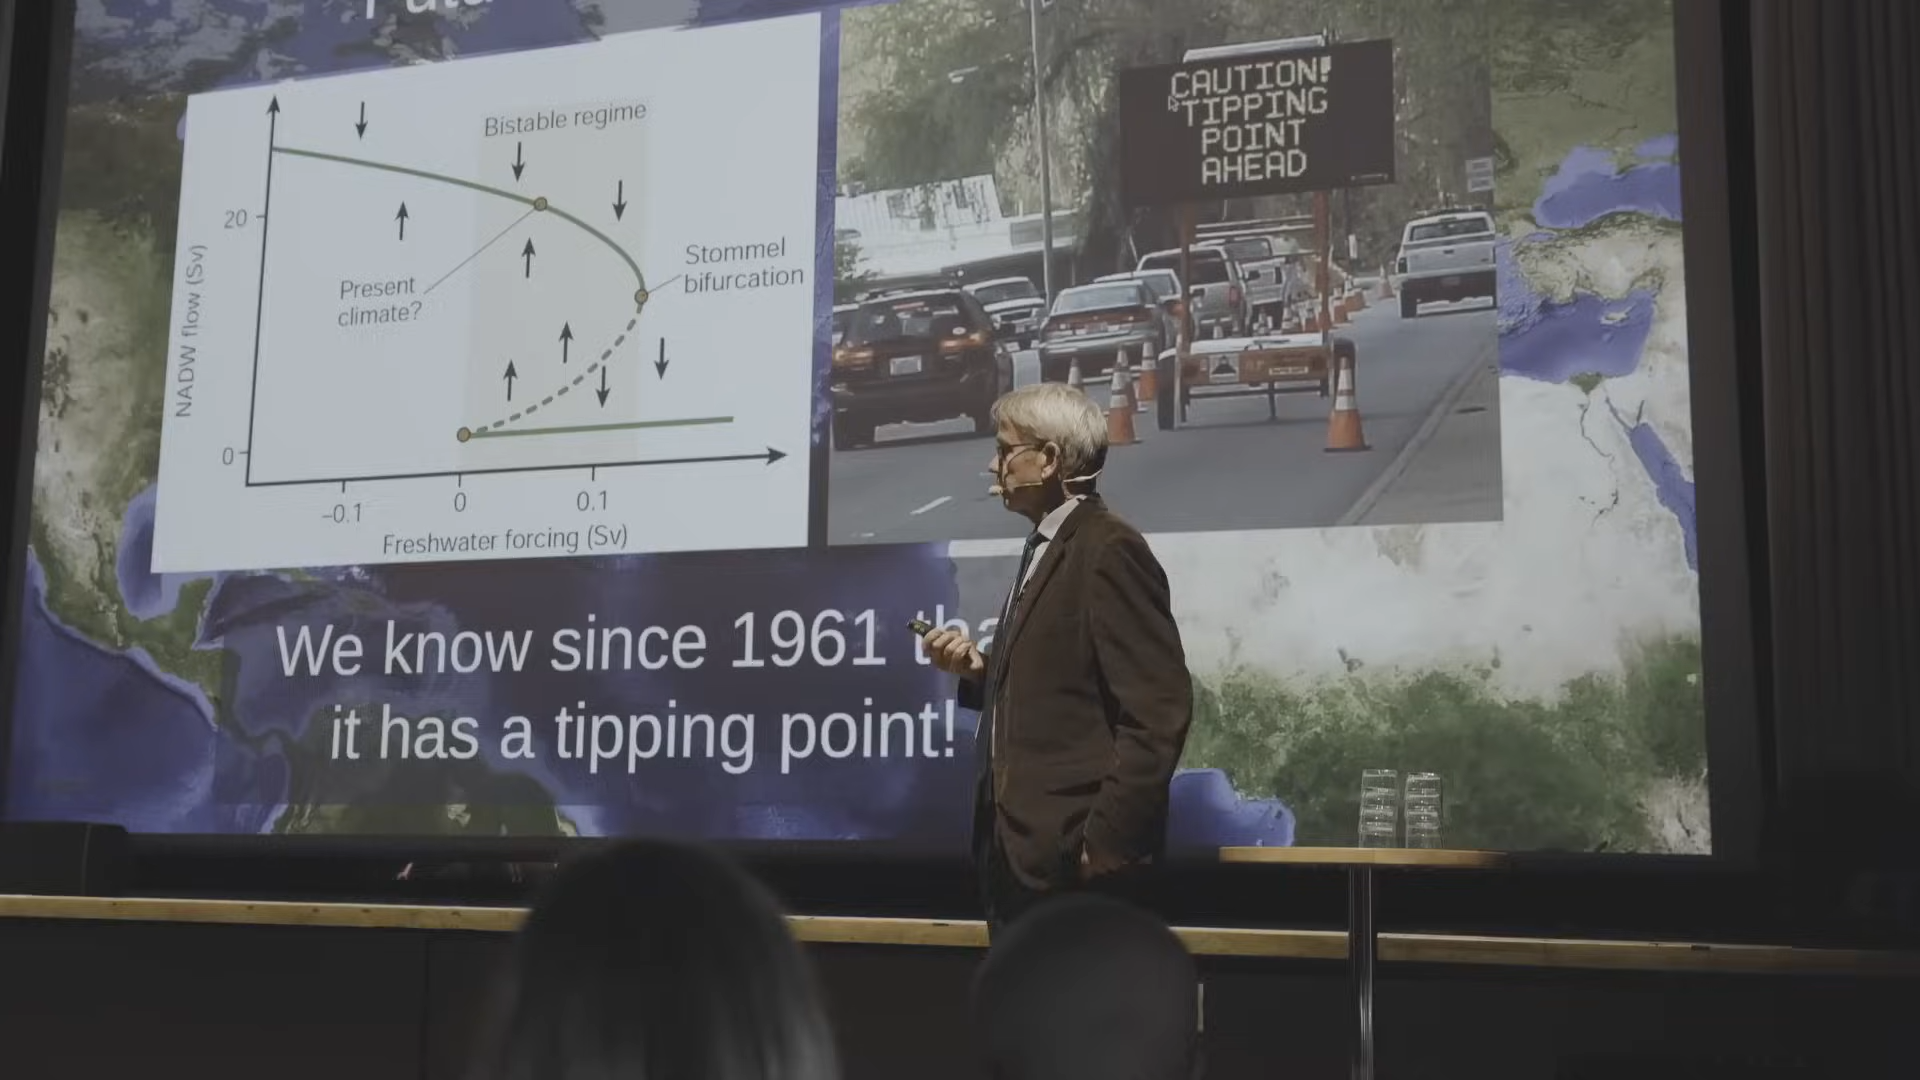 Bistable regime
20
Present
climate?
Stommel
bifurcation
NADW flow (Sv)
0
–0.1
0
0.1
Freshwater forcing (Sv)
CAUTION!
TIPPING
POINT
AHEAD
We know since 1961
it has a tipping point!